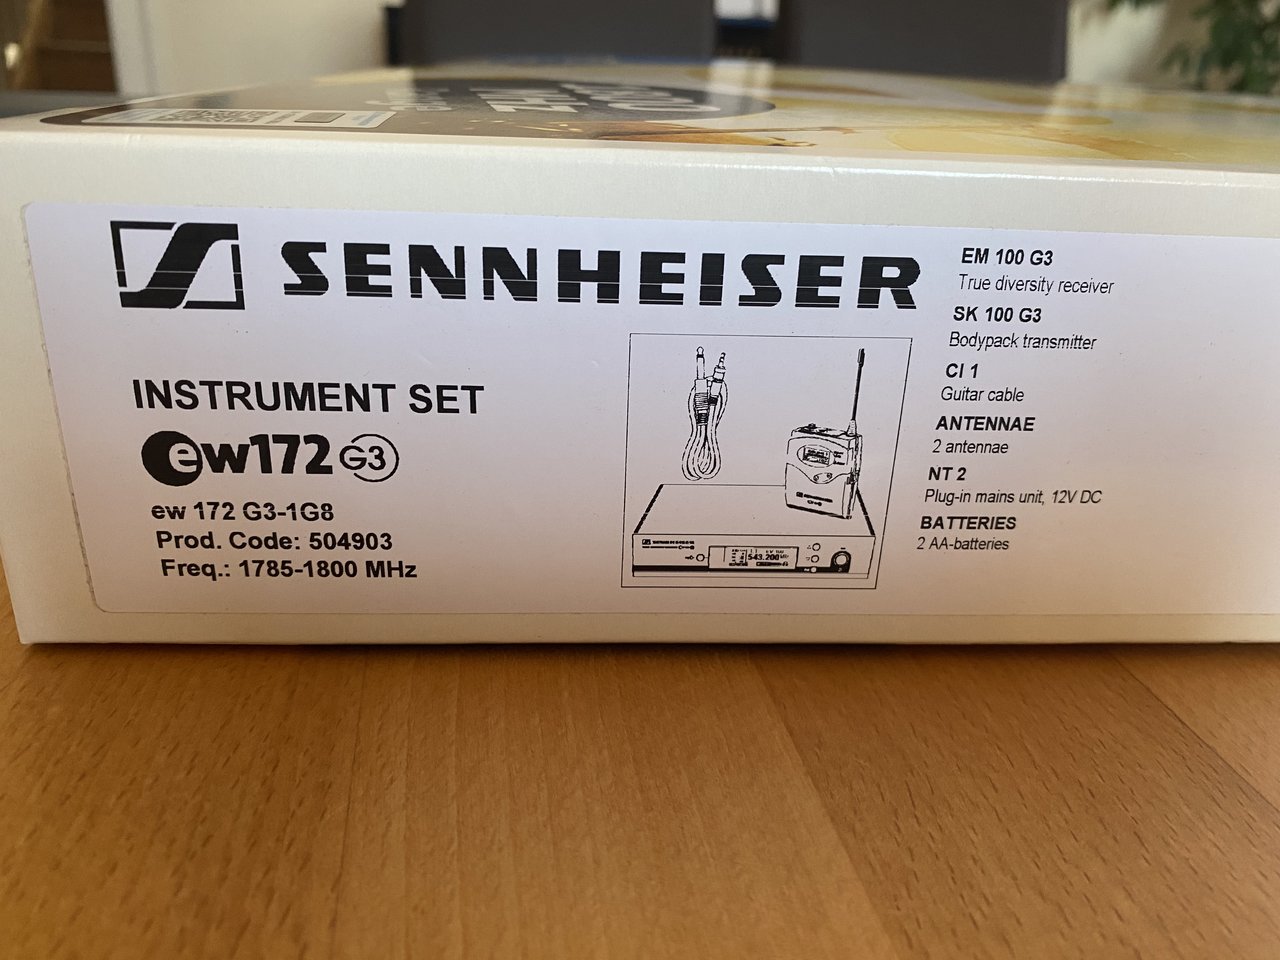 SENNHEISER
INSTRUMENT SET
ew172 G3
ew 172 G3-1G8
Prod. Code: 504903
Freq.: 1785-1800 MHz
543.200
EM 100 G3
True diversity receiver
SK 100 G3
Bodypack transmitter
CI 1
Guitar cable
ANTENNAE
2 antennae
NT 2
Plug-in mains unit, 12V DC
BATTERIES
2 AA-batteries